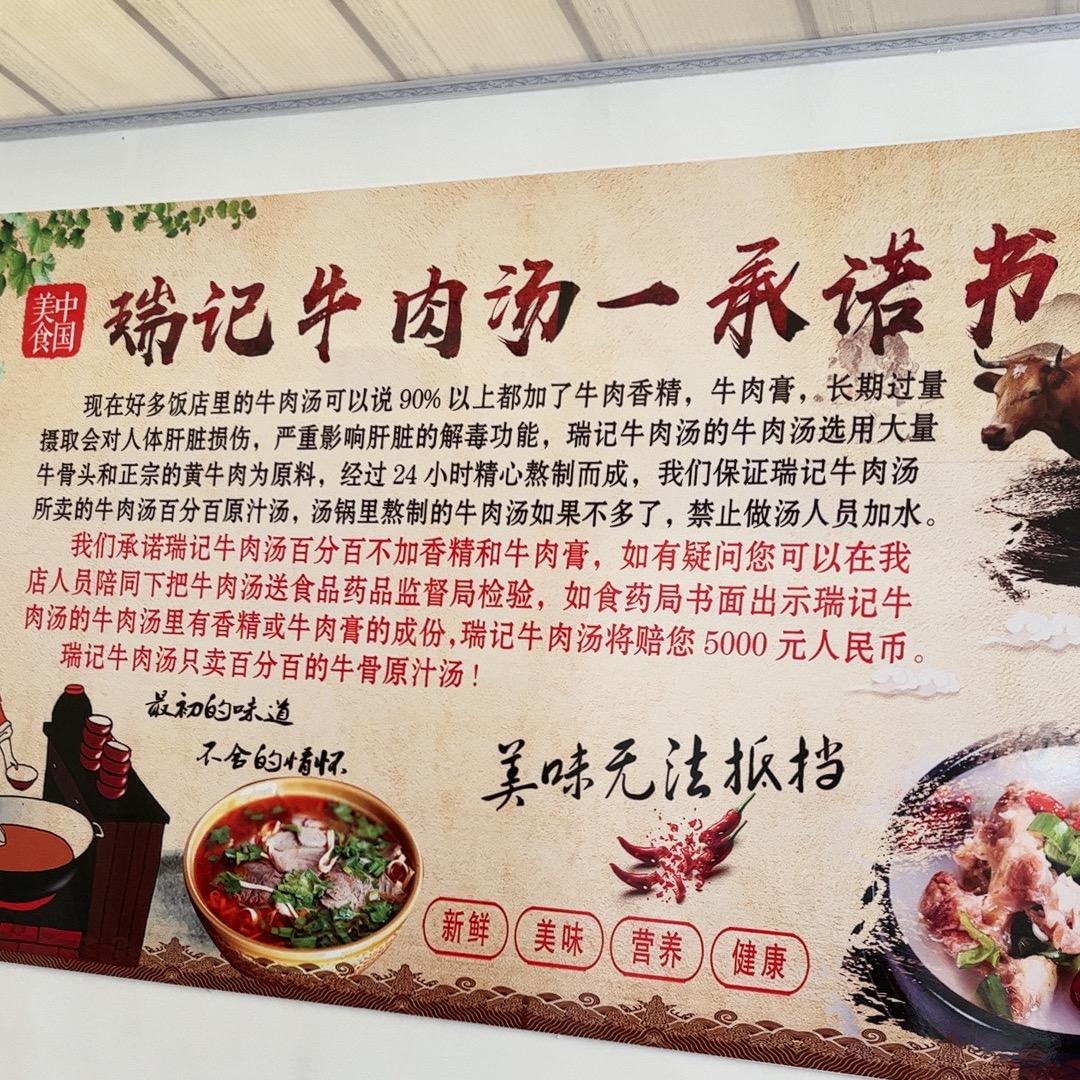 中国
美食
瑞记牛肉汤一承诺书
现在好多饭店里的牛肉汤可以说90%以上都加了牛肉香精，牛肉膏，长期过量
摄取会对人体肝脏损伤，严重影响肝脏的解毒功能，瑞记牛肉汤的牛肉汤选用大量
牛骨头和正宗的黄牛肉为原料，经过24小时精心熬制而成，我们保证瑞记牛肉汤
所卖的牛肉汤百分百原汁汤，汤锅里熬制的牛肉汤如果不多了，禁止做汤人员加水。
我们承诺瑞记牛肉汤百分百不加香精和牛肉膏，如有疑问您可以在我
店人员陪同下把牛肉汤送食品药品监督局检验，如食药局书面出示瑞记牛
肉汤的牛肉汤里有香精或牛肉膏的成份,瑞记牛肉汤将赔您5000元人民币。
瑞记牛肉汤只卖百分百的牛骨原汁汤！
最初的味道
不舍的情怀
美味无法抵挡
新鲜 美味 营养 健康